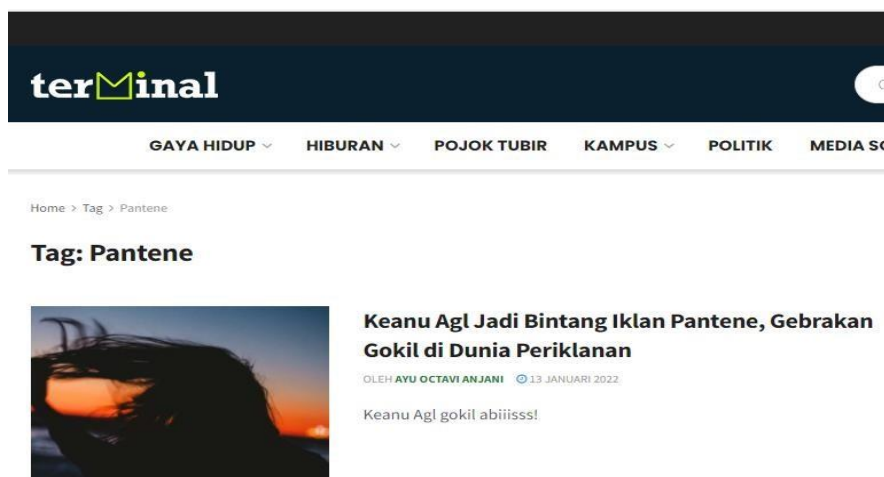 terminal
GAYA HIDUP HIBURAN POJOK TUBIR KAMPUS POLITIK MEDIA
Home > Tag > Pantene
Tag: Pantene
Keanu Agl Jadi Bintang Iklan Pantene, Gebrakan
Gokil di Dunia Periklanan
OLEH AYU OCTAVI ANJANI 13 JANUARI 2022
Keanu Agl gokil abiiisss!